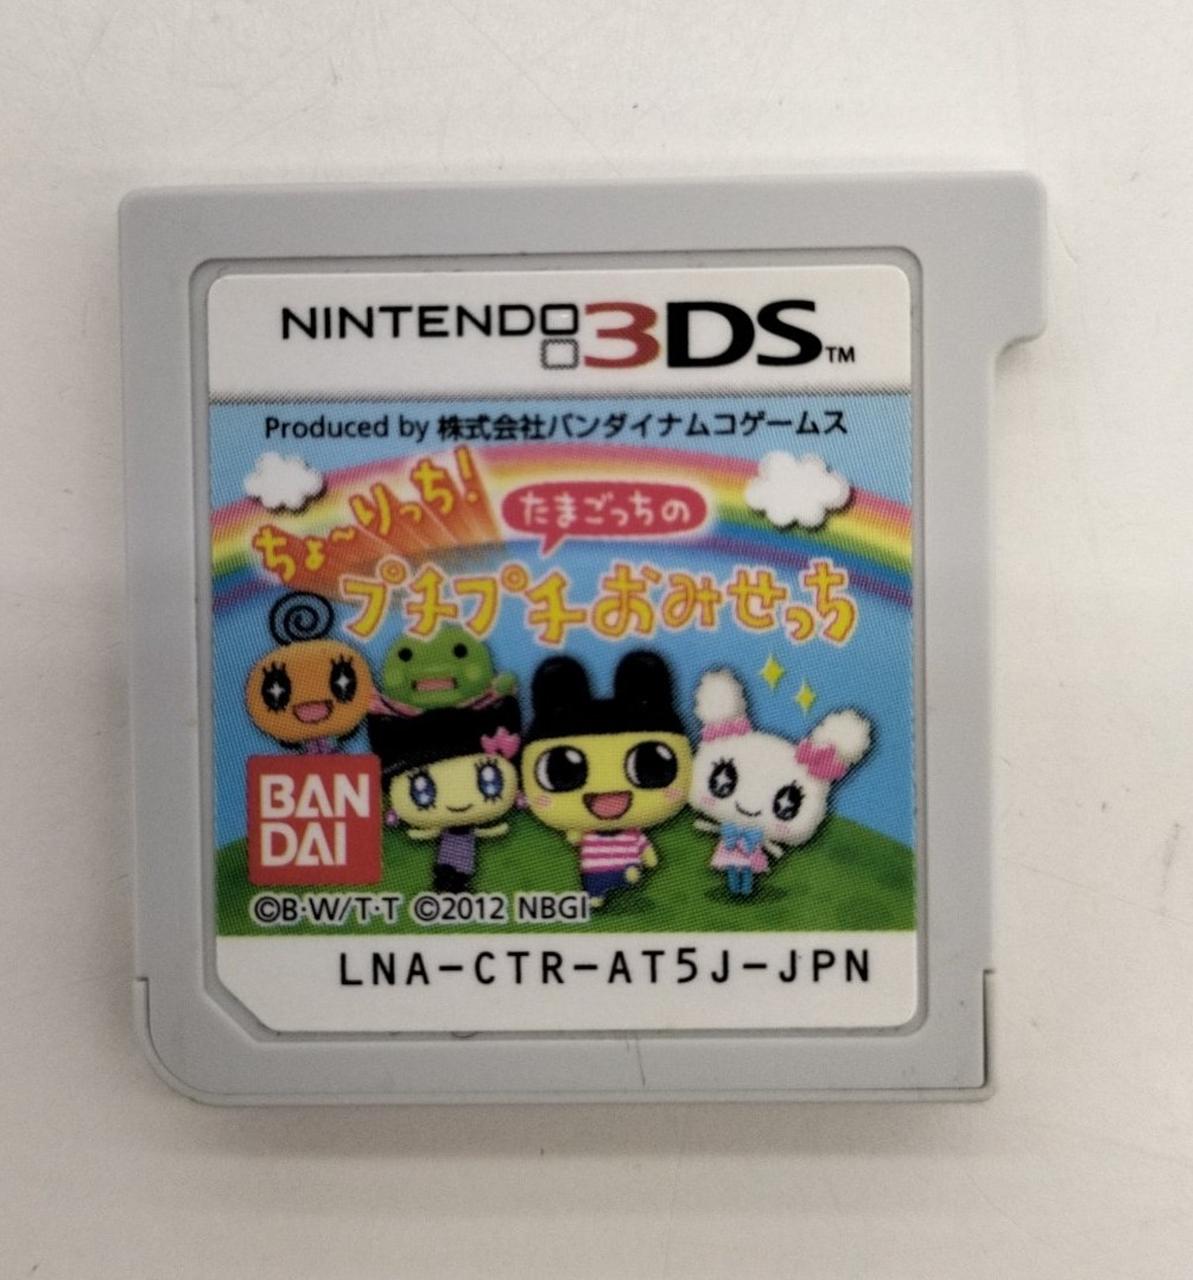 NINTENDO 3DS™
Produced by 株式会社バンダイナムコゲームス
ちょ～りっち!
たまごっちの
プチプチおみせっち
BAN
DAI
©B·W/T·T ©2012 NBGI
LNA-CTR-AT5J-JPN